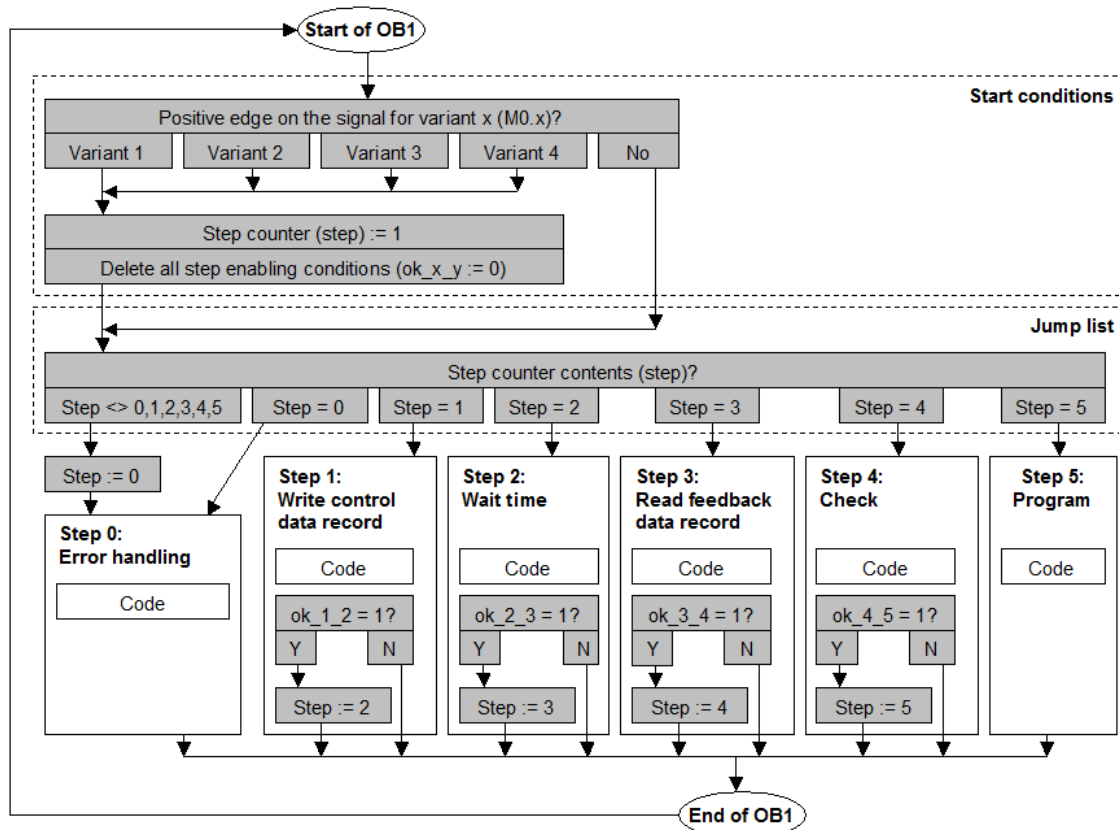 Start of OB1
Start conditions
Positive edge on the signal for variant x (M0.x)?
Variant 1
Variant 2
Variant 3
Variant 4
No
Step counter (step) := 1
Delete all step enabling conditions (ok_x_y := 0)
Jump list
Step counter contents (step)?
Step <> 0,1,2,3,4,5
Step = 0
Step = 1
Step = 2
Step = 3
Step = 4
Step = 5
Step := 0
Step 0:
Error handling
Code
Step 1:
Write control
data record
Code
ok_1_2 = 1?
Y
N
Step := 2
Step 2:
Wait time
Code
ok_2_3 = 1?
Y
N
Step := 3
Step 3:
Read feedback
data record
Code
ok_3_4 = 1?
Y
N
Step := 4
Step 4:
Check
Code
ok_4_5 = 1?
Y
N
Step := 5
Step 5:
Program
Code
End of OB1